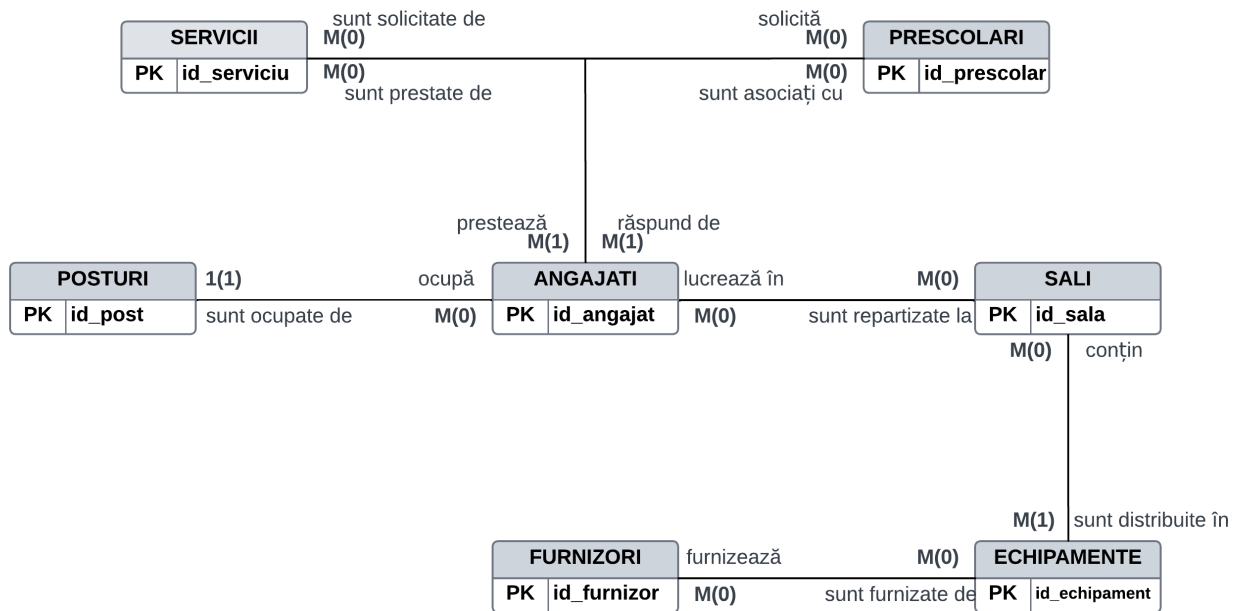 sunt solicitate de solicită
SERVICII M(0) M(0) PRESCOLARI
PK id_serviciu M(0) M(0) PK id_prescolar
sunt prestate de sunt asociați cu
prestează răspund de
M(1) M(1)
POSTURI 1(1) ocupă ANGAJATI lucrează în M(0) SALI
PK id_post sunt ocupate de M(0) PK id_angajat M(0) sunt repartizate la PK id_sala
M(0) conțin
M(1) sunt distribuite în
FURNIZORI furnizează M(0) ECHIPAMENTE
PK id_furnizor M(0) sunt furnizate de PK id_echipament